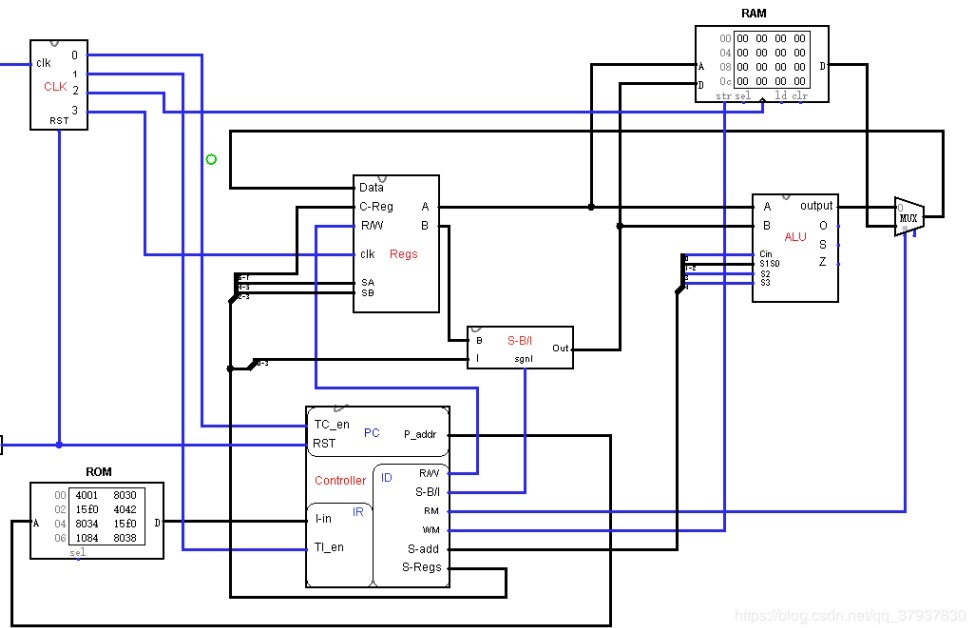 RAM
00 00 00 00 00
04 00 00 00 00
08 00 00 00 00
0c 00 00 00 00
A
D
D
str sel ld clr
clk
CLK
0
1
2
3
RST
Data
C-Reg
R/W
clk
SA
SB
Regs
A
B
A
B
Cin
S1S0
S2
S3
ALU
output
O
S
Z
0
MUX
B
I
S-B/I
sgnl
Out
TC_en
RST
PC
P_addr
Controller
ID
IR
I-in
TI_en
R/W
S-B/I
RM
WM
S-add
S-Regs
ROM
00 4001 8030
02 15f0 4042
04 8034 15f0
06 1084 8038
A
D
sel
https://blog.csdn.net/qq_37937830